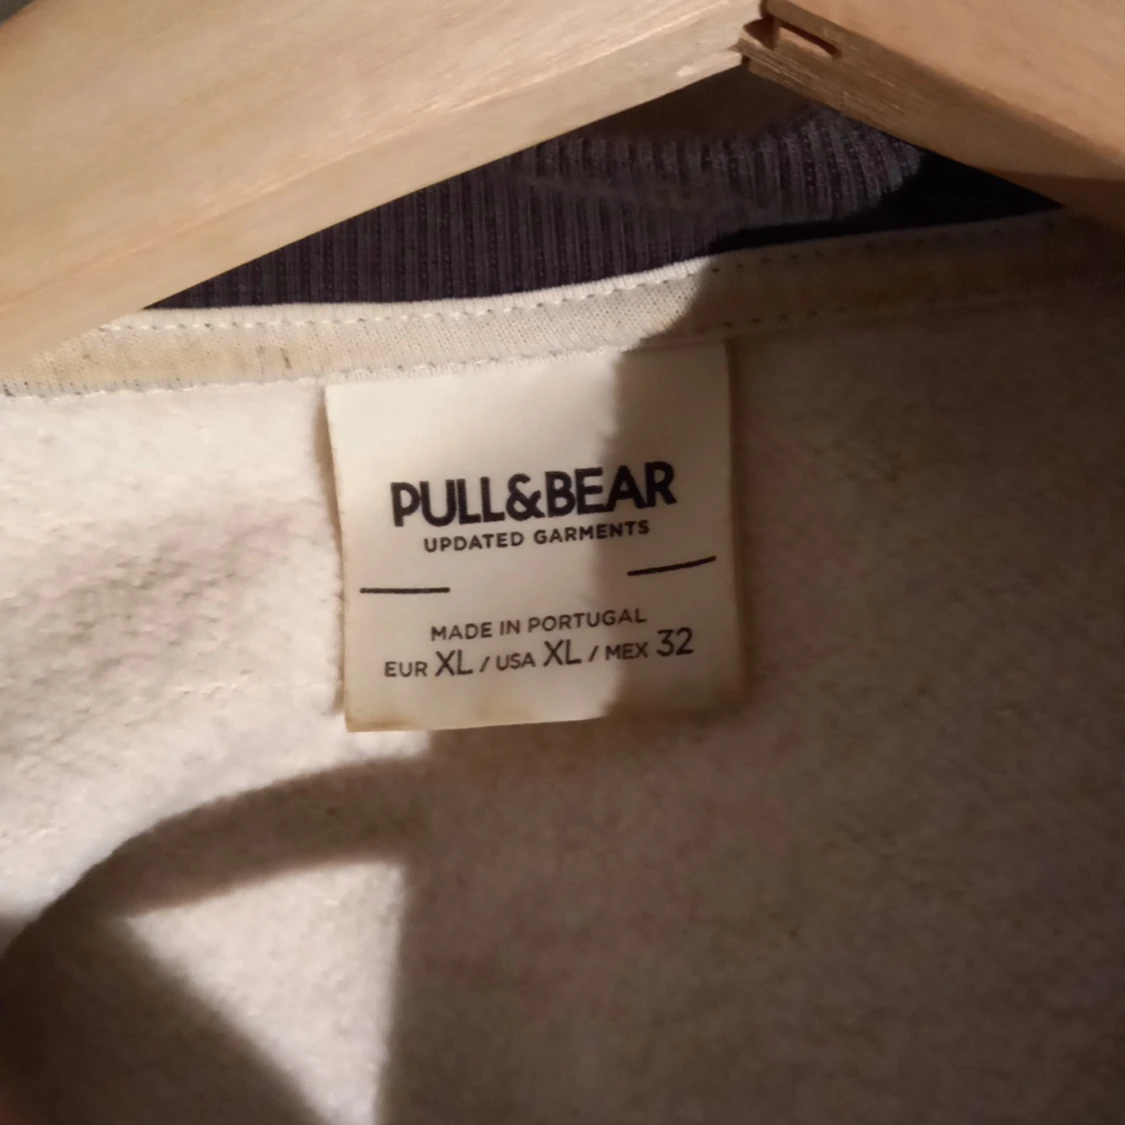 PULL&BEAR
UPDATED GARMENTS
MADE IN PORTUGAL
EUR XL / USA XL / MEX 32